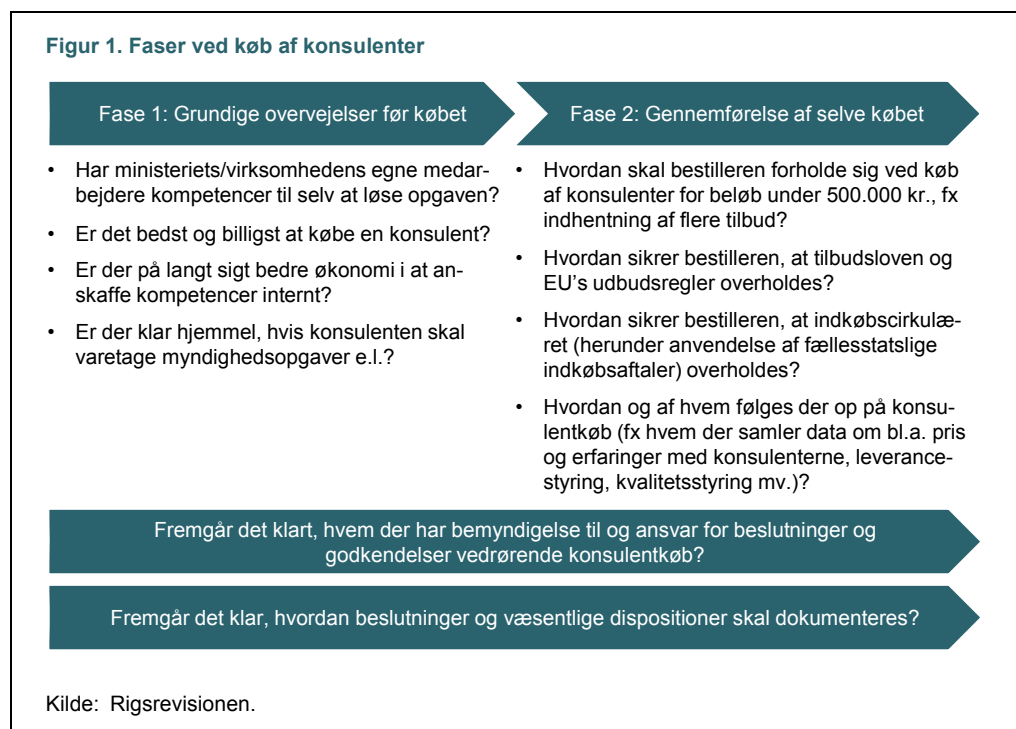 Figur 1. Faser ved køb af konsulenter
Fase 1: Grundige overvejelser før købet
• Har ministeriets/virksomhedens egne medar-
bejdere kompetencer til selv at løse opgaven?
• Er det bedst og billigst at købe en konsulent?
• Er der på langt sigt bedre økonomi i at an-
skaffe kompetencer internt?
• Er der klar hjemmel, hvis konsulenten skal
varetage myndighedsopgaver e.l.?
Fase 2: Gennemførelse af selve købet
• Hvordan skal bestilleren forholde sig ved køb
af konsulenter for beløb under 500.000 kr., fx
indhentning af flere tilbud?
• Hvordan sikrer bestilleren, at tilbudsloven og
EU's udbudsregler overholdes?
• Hvordan sikrer bestilleren, at indkøbscirkulæ-
ret (herunder anvendelse af fællesstatslige
indkøbsaftaler) overholdes?
• Hvordan og af hvem følges der op på konsu-
lentkøb (fx hvem der samler data om bl.a. pris
og erfaringer med konsulenterne, leverance-
styring, kvalitetsstyring mv.)?
Fremgår det klart, hvem der har bemyndigelse til og ansvar for beslutninger og
godkendelser vedrørende konsulentkøb?
Fremgår det klar, hvordan beslutninger og væsentlige dispositioner skal dokumenteres?
Kilde: Rigsrevisionen.